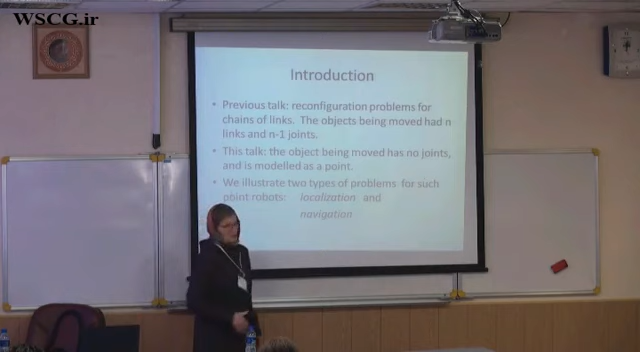 WSCG.ir
Introduction
• Previous talk: reconfiguration problems for
chains of links. The objects being moved had n
links and n-1 joints.
• This talk: the object being moved has no joints,
and is modelled as a point.
• We illustrate two types of problems for such
point robots: localization and
navigation